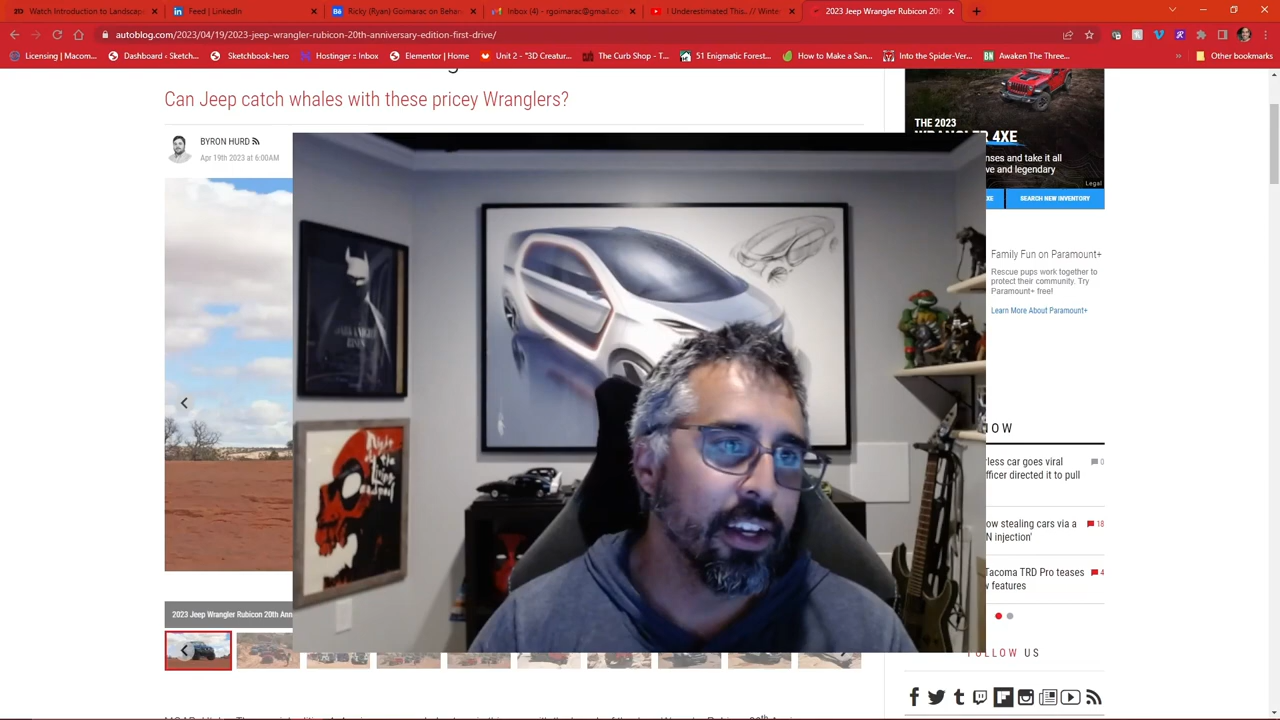 Watch Introduction to Landscap
Feed | LinkedIn
Ricky (Ryan) Goimarac on Behan
Inbox (4) - rgoimarac@gmail.co
I Underestimated This.. // Winte
2023 Jeep Wrangler Rubicon 20th
autoblog.com/2023/04/19/2023-jeep-wrangler-rubicon-20th-anniversary-edition-first-drive/
Licensing | Macom...
Dashboard ‹ Sketch...
Sketchbook-hero
Elementor | Home
Hostinger :: Inbox
Unit 2 - "3D Creatur...
The Curb Shop - T...
51 Enigmatic Forest...
How to Make a San...
Into the Spider-Ver...
Awaken The Three...
Other bookmarks
Can Jeep catch whales with these pricey Wranglers?
BYRON HURD
Apr 19th 2023 at 6:00AM
THE 2023
WRANGLER 4XE
nses and take it all
ve and legendary
Legal
XE
SEARCH NEW INVENTORY
Family Fun on Paramount+
Rescue pups work together to
protect their community. Try
Paramount+ free!
Learn More About Paramount+
OW
rless car goes viral
fficer directed it to pull
0
ow stealing cars via a
N injection'
18
Tacoma TRD Pro teases
w features
4
2023 Jeep Wrangler Rubicon 20th Ann
FOLLOW US